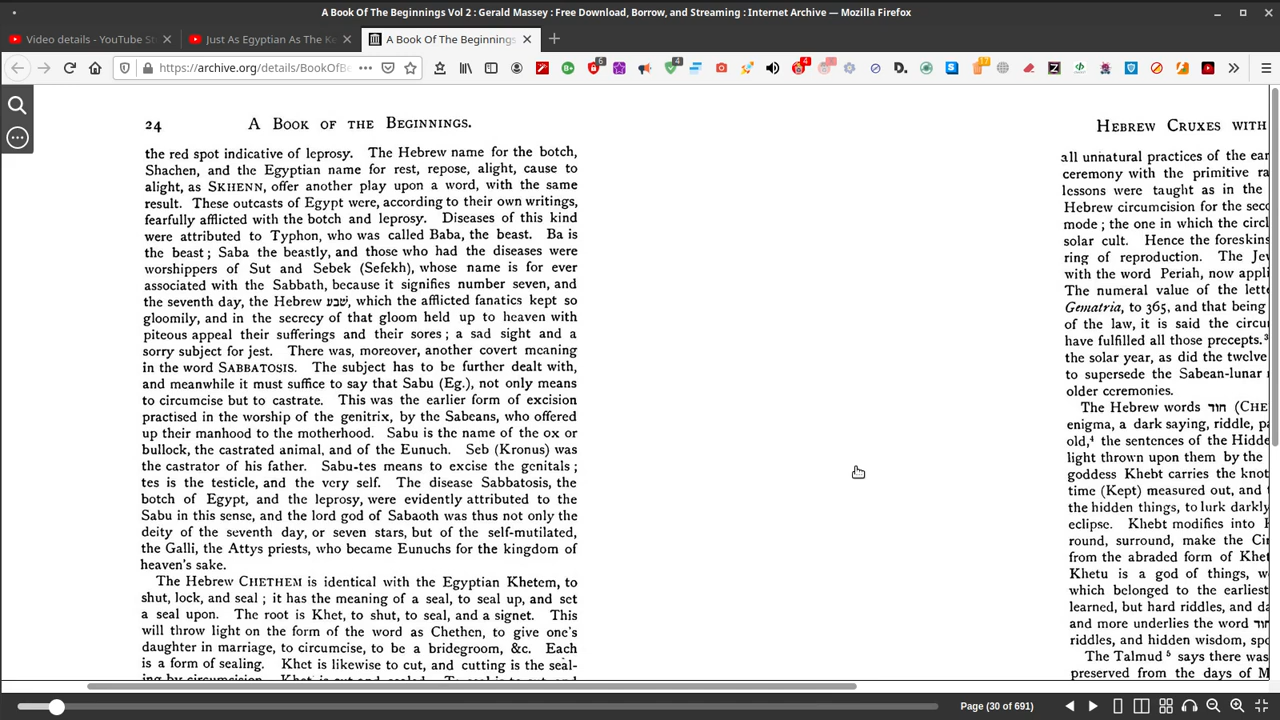 A Book Of The Beginnings Vol 2 : Gerald Massey : Free Download, Borrow, and Streaming : Internet Archive — Mozilla Firefox
Video details - YouTube St
Just As Egyptian As The Ke
A Book Of The Beginnings
https://archive.org/details/BookOfBe
24 A BOOK OF THE BEGINNINGS.
the red spot indicative of leprosy. The Hebrew name for the botch,
Shachen, and the Egyptian name for rest, repose, alight, cause to
alight, as SKHENN, offer another play upon a word, with the same
result. These outcasts of Egypt were, according to their own writings,
fearfully afflicted with the botch and leprosy. Diseases of this kind
were attributed to Typhon, who was called Baba, the beast. Ba is
the beast ; Saba the beastly, and those who had the diseases were
worshippers of Sut and Sebek (Sefekh), whose name is for ever
associated with the Sabbath, because it signifies number seven, and
the seventh day, the Hebrew שבע, which the afflicted fanatics kept so
gloomily, and in the secrecy of that gloom held up to heaven with
piteous appeal their sufferings and their sores ; a sad sight and a
sorry subject for jest. There was, moreover, another covert meaning
in the word SABBATOSIS. The subject has to be further dealt with,
and meanwhile it must suffice to say that Sabu (Eg.), not only means
to circumcise but to castrate. This was the earlier form of excision
practised in the worship of the genitrix, by the Sabeans, who offered
up their manhood to the motherhood. Sabu is the name of the ox or
bullock, the castrated animal, and of the Eunuch. Seb (Kronus) was
the castrator of his father. Sabu-tes means to excise the genitals ;
tes is the testicle, and the very self. The disease Sabbatosis, the
botch of Egypt, and the leprosy, were evidently attributed to the
Sabu in this sense, and the lord god of Sabaoth was thus not only the
deity of the seventh day, or seven stars, but of the self-mutilated,
the Galli, the Attys priests, who became Eunuchs for the kingdom of
heaven's sake.
The Hebrew CHETHEM is identical with the Egyptian Khetem, to
shut, lock, and seal ; it has the meaning of a seal, to seal up, and set
a seal upon. The root is Khet, to shut, to seal, and a signet. This
will throw light on the form of the word as Chethen, to give one's
daughter in marriage, to circumcise, to be a bridegroom, &c. Each
is a form of sealing. Khet is likewise to cut, and cutting is the seal-
ing by circumcision. Khet is cut and sealed. To seal is to cut, and
HEBREW CRUXES WITH
all unnatural practices of the ear
ceremony with the primitive ra
lessons were taught as in the
Hebrew circumcision for the seco
mode ; the one in which the circl
solar cult. Hence the foreskins
ring of reproduction. The Jew
with the word Periah, now appli
The numeral value of the lette
Gematria, to 365, and that being
of the law, it is said the circu
have fulfilled all those precepts.³
the solar year, as did the twelve
to supersede the Sabean-lunar
older ceremonies.
The Hebrew words חור (CHE
enigma, a dark saying, riddle, pa
old,⁴ the sentences of the Hidde
light thrown upon them by the
goddess Khebt carries the knot
time (Kept) measured out, and
the hidden things, to lurk darkly
eclipse. Khebt modifies into
round, surround, make the Cir
from the abraded form of Khet
Khetu is a god of things, w
which belonged to the earliest
learned, but hard riddles, and da
and more underlies the word
riddles, and hidden wisdom, spo
The Talmud⁵ says there was
preserved from the days of M
Page (30 of 691)